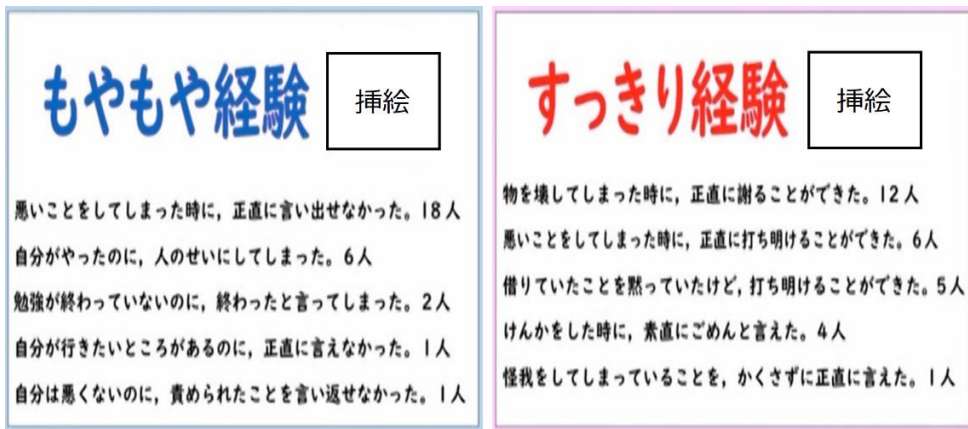 もやもや経験
挿絵
悪いことをしてしまった時に，正直に言い出せなかった。18人
自分がやったのに，人のせいにしてしまった。6人
勉強が終わっていないのに，終わったと言ってしまった。2人
自分が行きたいところがあるのに，正直に言えなかった。1人
自分は悪くないのに，責められたことを言い返せなかった。1人
すっきり経験
挿絵
物を壊してしまった時に，正直に謝ることができた。12人
悪いことをしてしまった時に，正直に打ち明けることができた。6人
借りていたことを黙っていたけど，打ち明けることができた。5人
けんかをした時に，素直にごめんと言えた。4人
怪我をしてしまっていることを，かくさずに正直に言えた。1人